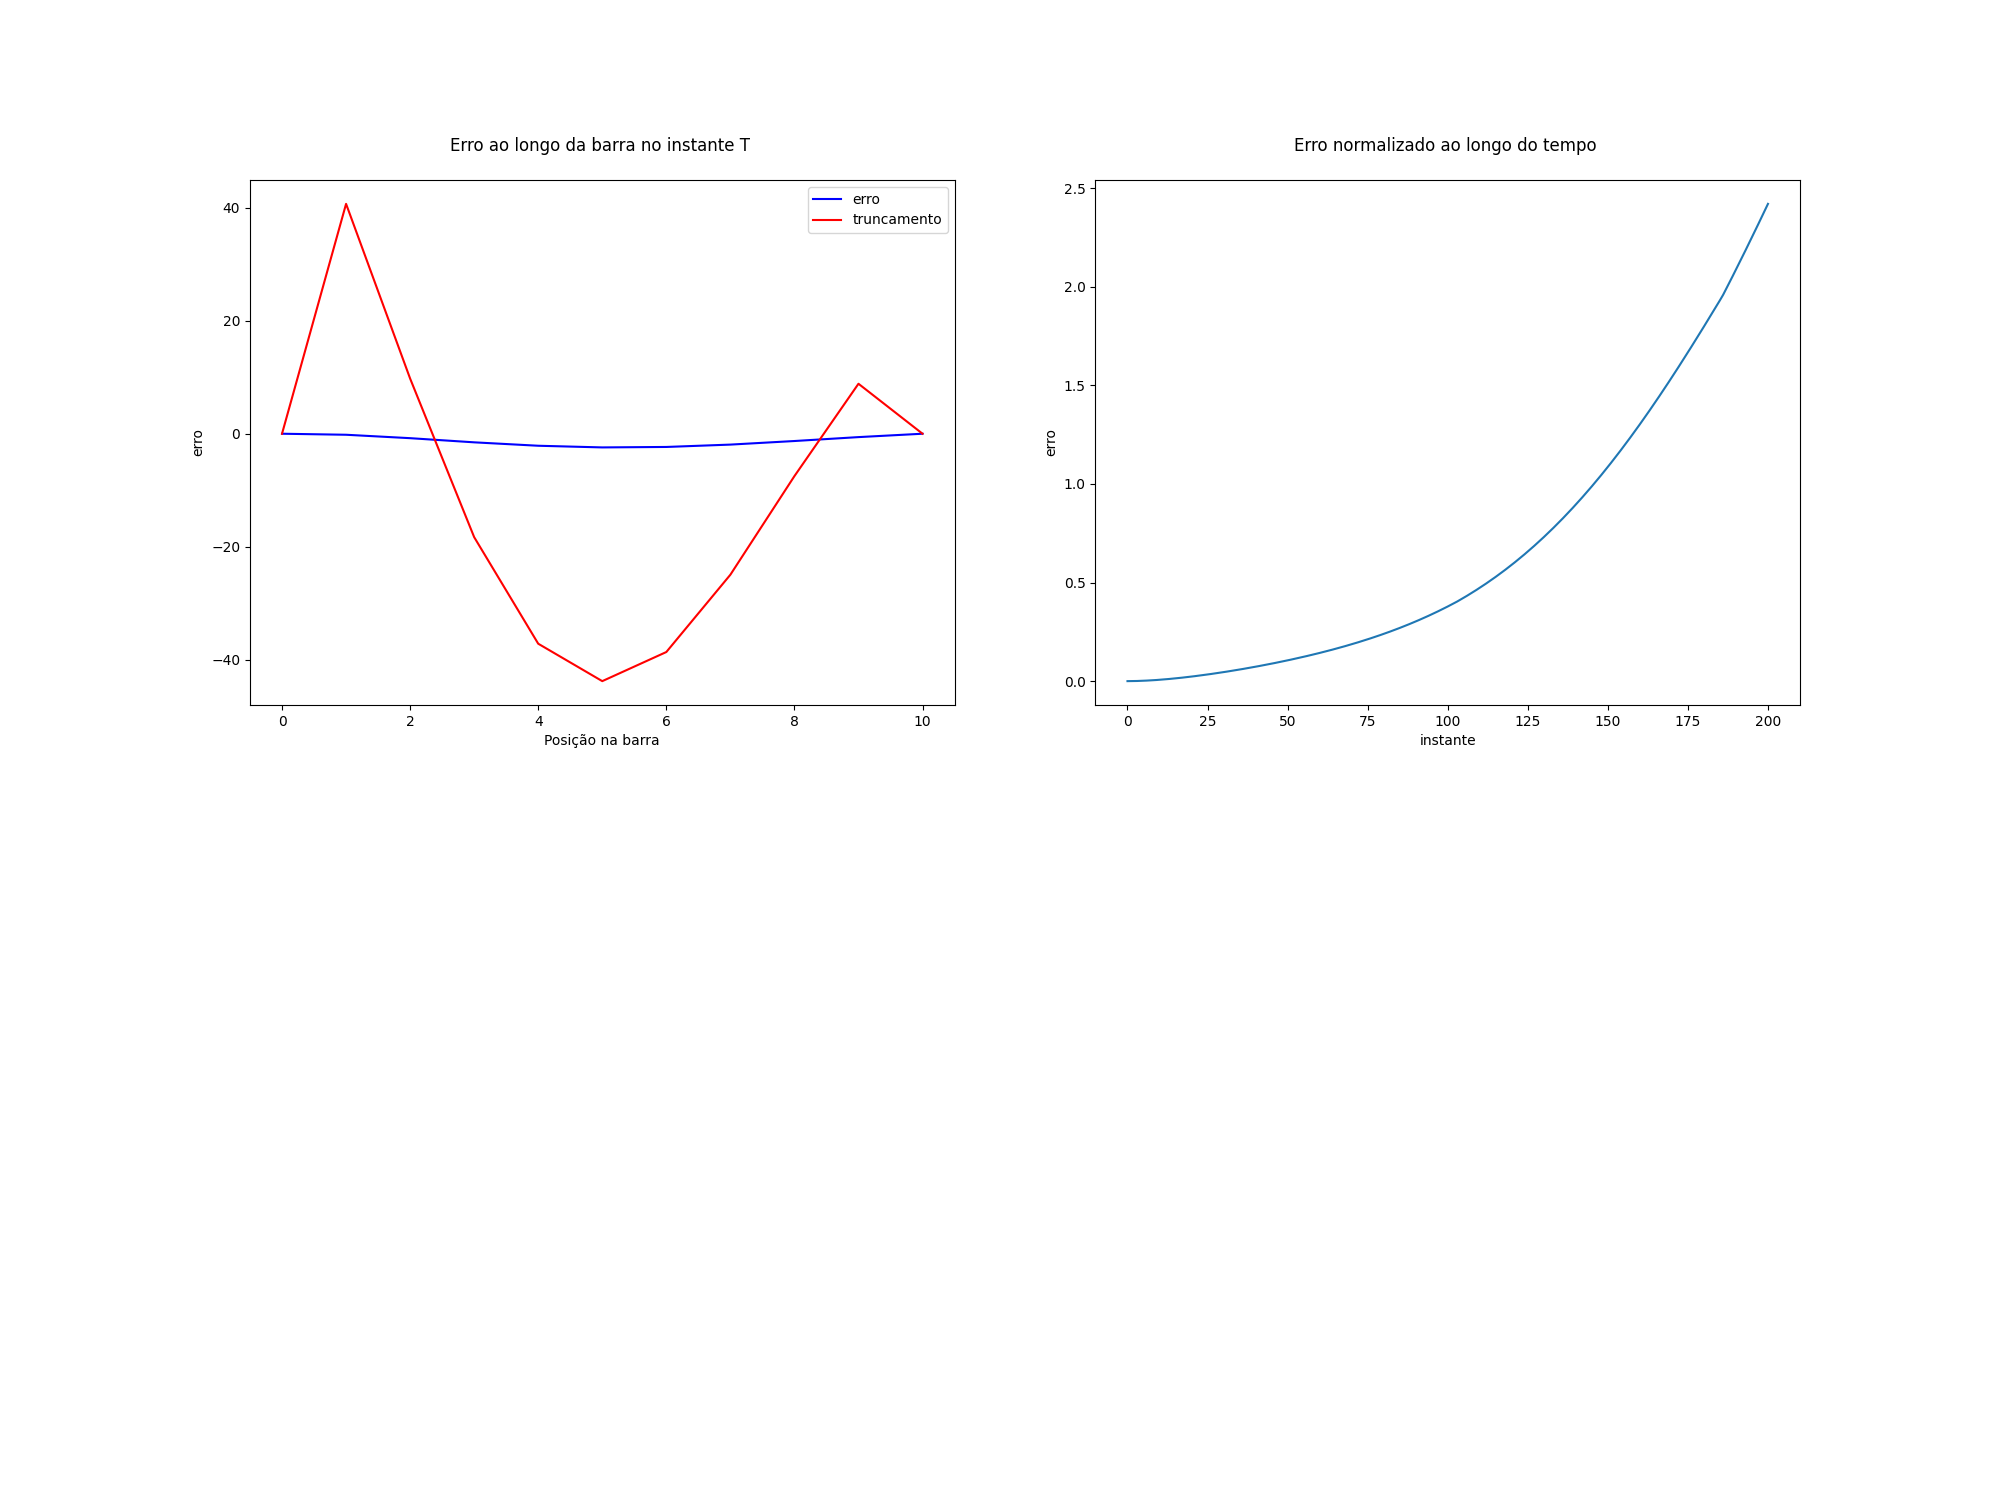 Erro ao longo da barra no instante T
erro
truncamento
40
20
0
−20
−40
erro
0 2 4 6 8 10
Posição na barra
Erro normalizado ao longo do tempo
2.5
2.0
1.5
1.0
0.5
0.0
erro
0 25 50 75 100 125 150 175 200
instante